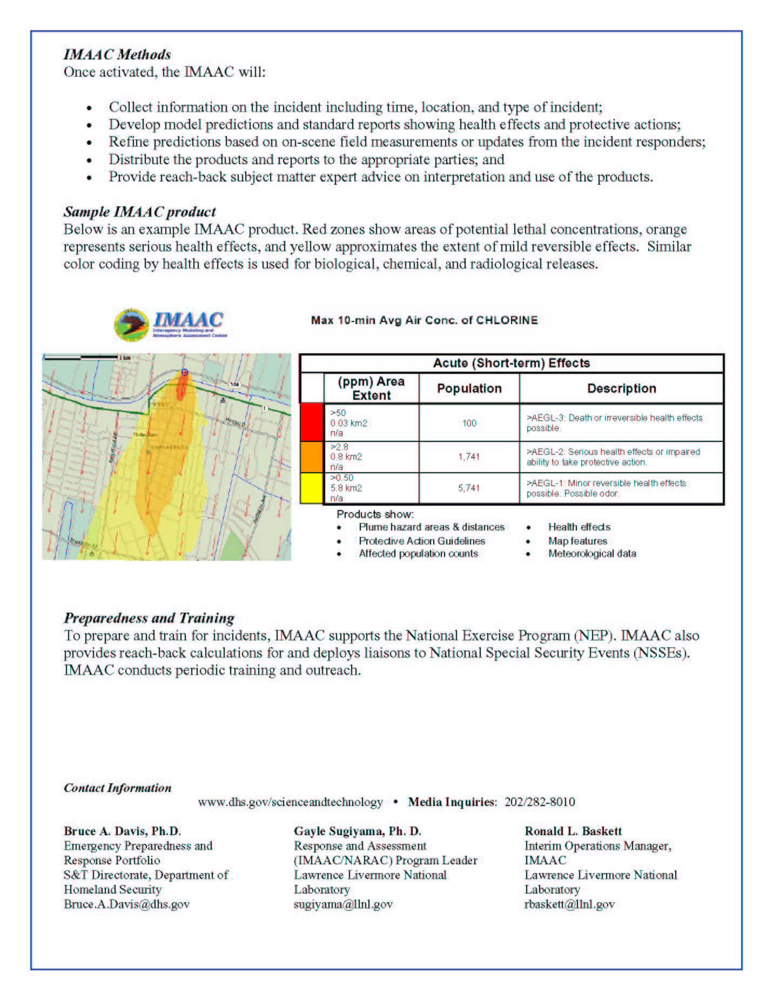 IMAAC Methods
Once activated, the IMAAC will:
• Collect information on the incident including time, location, and type of incident;
• Develop model predictions and standard reports showing health effects and protective actions;
• Refine predictions based on on-scene field measurements or updates from the incident responders;
• Distribute the products and reports to the appropriate parties; and
• Provide reach-back subject matter expert advice on interpretation and use of the products.
Sample IMAAC product
Below is an example IMAAC product. Red zones show areas of potential lethal concentrations, orange
represents serious health effects, and yellow approximates the extent of mild reversible effects. Similar
color coding by health effects is used for biological, chemical, and radiological releases.
IMAAC
Interagency Modeling and
Atmospheric Assessment Center
Max 10-min Avg Air Conc. of CHLORINE
1 km
308
1
W 5th St
Thibodaux
Greyhound Bus Sta.
Acute (Short-term) Effects
(ppm) Area
Extent
Population
Description
>50
0.03 km2
n/a
100
>AEGL-3: Death or irreversible health effects
possible.
>2.8
0.8 km2
n/a
1,741
>AEGL-2: Serious health effects or impaired
ability to take protective action.
>0.50
5.8 km2
n/a
5,741
>AEGL-1: Minor reversible health effects
possible. Possible odor.
Products show:
• Plume hazard areas & distances
• Protective Action Guidelines
• Affected population counts
• Health effects
• Map features
• Meteorological data
Preparedness and Training
To prepare and train for incidents, IMAAC supports the National Exercise Program (NEP). IMAAC also
provides reach-back calculations for and deploys liaisons to National Special Security Events (NSSEs).
IMAAC conducts periodic training and outreach.
Contact Information
www.dhs.gov/scienceandtechnology • Media Inquiries: 202/282-8010
Bruce A. Davis, Ph.D.
Emergency Preparedness and
Response Portfolio
S&T Directorate, Department of
Homeland Security
Bruce.A.Davis@dhs.gov
Gayle Sugiyama, Ph. D.
Response and Assessment
(IMAAC/NARAC) Program Leader
Lawrence Livermore National
Laboratory
sugiyama@llnl.gov
Ronald L. Baskett
Interim Operations Manager,
IMAAC
Lawrence Livermore National
Laboratory
rbaskett@llnl.gov